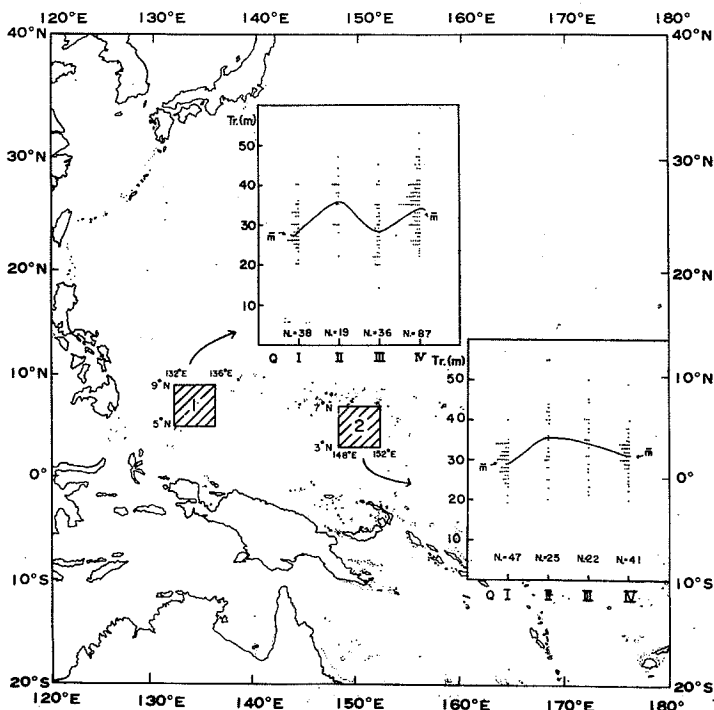 120°E 130°E 140°E 150°E 160°E 170°E 180°
40°N 40°N
Tr.(m)
50
30°N 40 30°N
m̄ 30 m̄
20°N 20 20°N
10
N=38 N=19 N=36 N=87
Q I II III IV
Tr.(m)
10°N 9°N 132°E 136°E 50 10°N
1 7°N 40
5°N 2
3°N 148°E 152°E m̄ 30 m̄
0° 0°
20
10
N=47 N=25 N=22 N=41
10°S 10°S
Q I II III IV
20°S 20°S
120°E 130°E 140°E 150°E 160°E 170°E 180°